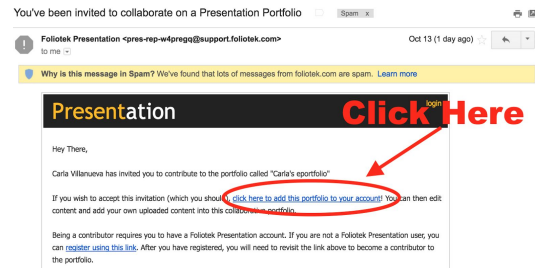 You've been invited to collaborate on a Presentation Portfolio Spam x
Foliotek Presentation <pres-rep-w4pregq@support.foliotek.com> Oct 13 (1 day ago)
to me
Why is this message in Spam? We've found that lots of messages from foliotek.com are spam. Learn more
Presentation login
Click Here
Hey There,
Carla Villanueva has invited you to contribute to the portfolio called "Carla's eportfolio"
If you wish to accept this invitation (which you should), click here to add this portfolio to your account! You can then edit
content and add your own uploaded content into this collaborative portfolio.
Being a contributor requires you to have a Foliotek Presentation account. If you are not a Foliotek Presentation user, you
can register using this link. After you have registered, you will need to revisit the link above to become a contributor to
the portfolio.